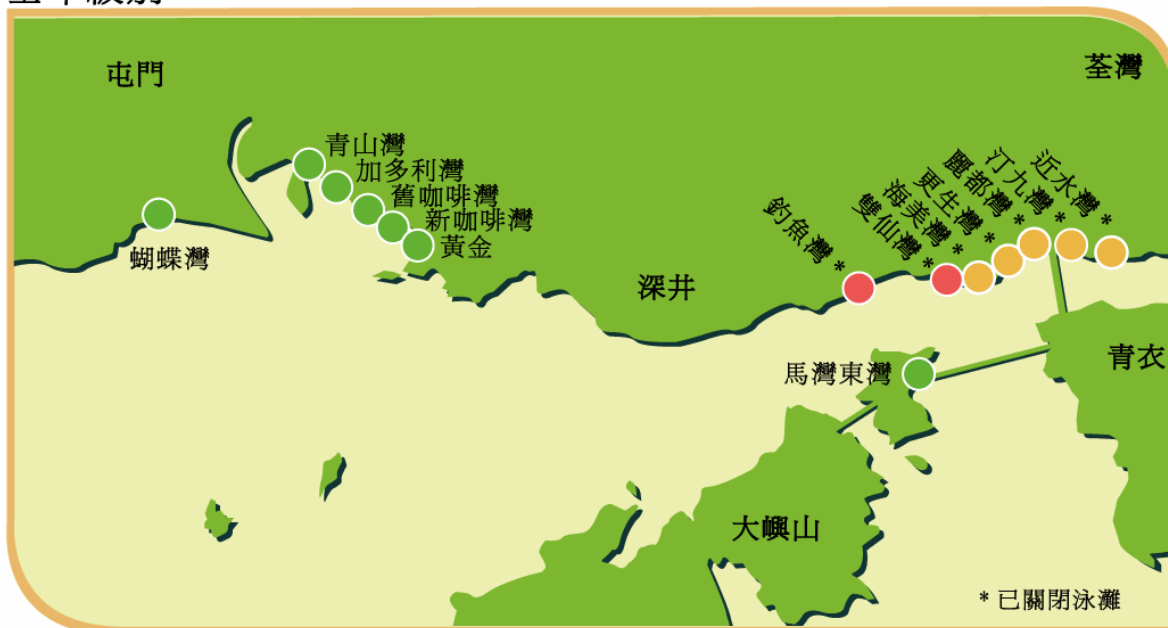 屯門
荃灣
青山灣
加多利灣
舊咖啡灣
新咖啡灣
黃金
蝴蝶灣
深井
釣魚灣*
雙仙灣*
海美灣*
更生灣*
麗都灣*
汀九灣*
近水灣*
青衣
馬灣東灣
大嶼山
* 已關閉泳灘